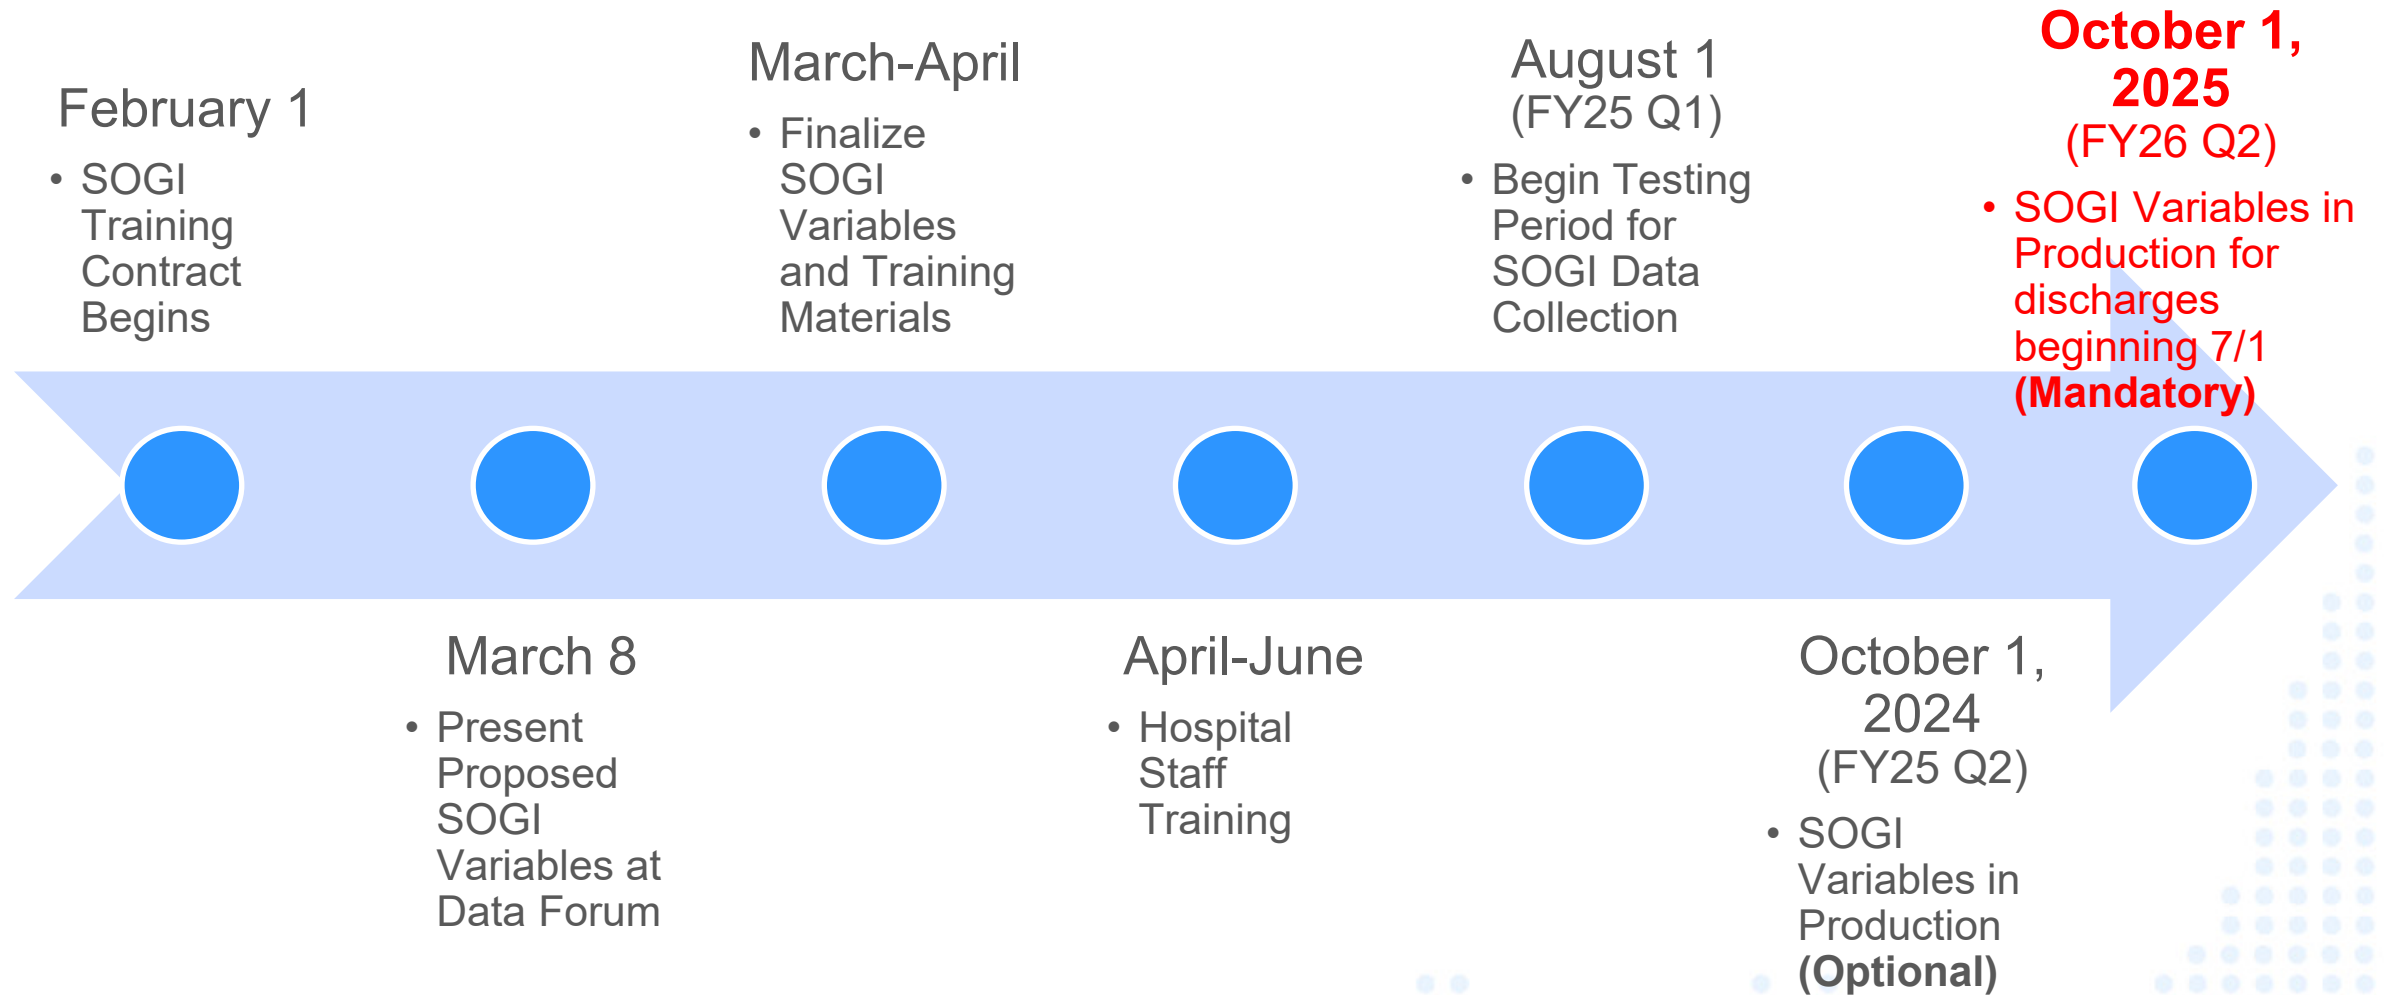 February 1
• SOGI
Training
Contract
Begins
March 8
• Present
Proposed
SOGI
Variables at
Data Forum
March-April
• Finalize
SOGI
Variables
and Training
Materials
April-June
• Hospital
Staff
Training
August 1
(FY25 Q1)
• Begin Testing
Period for
SOGI Data
Collection
October 1,
2024
(FY25 Q2)
• SOGI
Variables in
Production
(Optional)
October 1,
2025
(FY26 Q2)
• SOGI Variables in
Production for
discharges
beginning 7/1
(Mandatory)